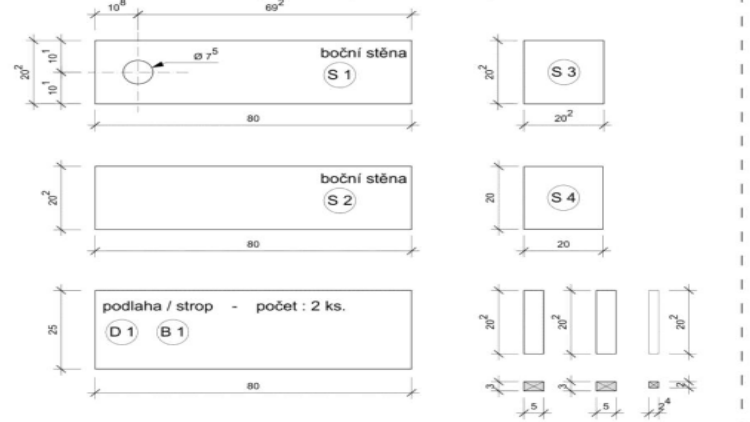 10⁸ 69²
boční stěna
Ø 7⁵
S 1
20² 10¹ 10¹
80
S 3
20²
20²
boční stěna
S 2
20²
80
S 4
20
20
podlaha / strop - počet : 2 ks.
D 1 B 1
25
80
20² 20² 20²
3 3 2
5 5 2⁴